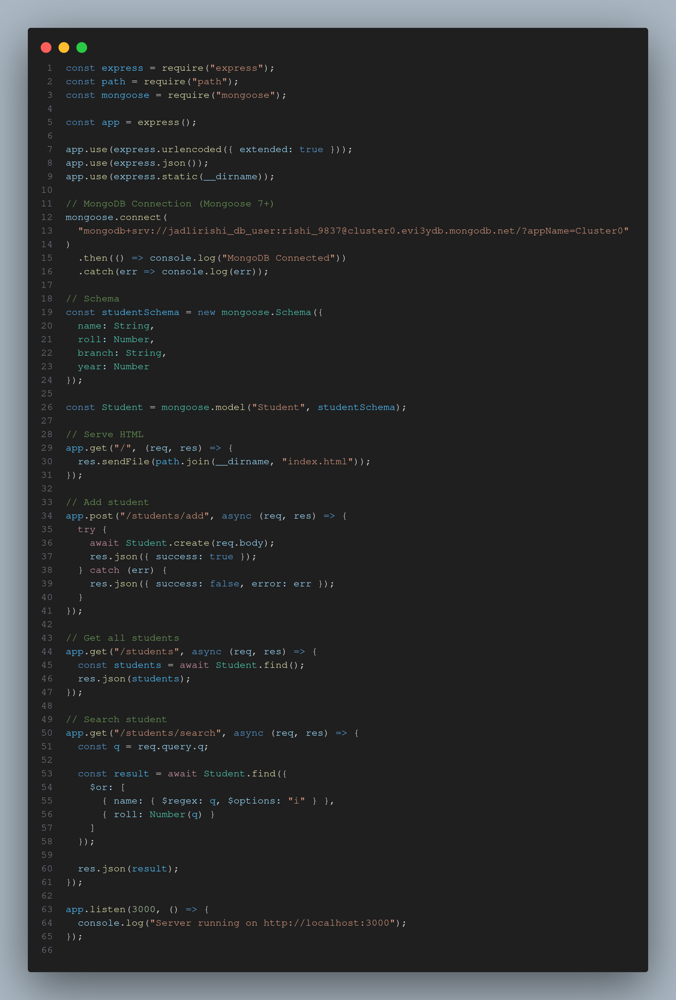 1 const express = require("express");
2 const path = require("path");
3 const mongoose = require("mongoose");
4
5 const app = express();
6
7 app.use(express.urlencoded({ extended: true }));
8 app.use(express.json());
9 app.use(express.static(__dirname));
10
11 // MongoDB Connection (Mongoose 7+)
12 mongoose.connect(
13   "mongodb+srv://jadlirishi_db_user:rishi_9837@cluster0.evi3ydb.mongodb.net/?appName=Cluster0"
14 )
15   .then(() => console.log("MongoDB Connected"))
16   .catch(err => console.log(err));
17
18 // Schema
19 const studentSchema = new mongoose.Schema({
20   name: String,
21   roll: Number,
22   branch: String,
23   year: Number
24 });
25
26 const Student = mongoose.model("Student", studentSchema);
27
28 // Serve HTML
29 app.get("/", (req, res) => {
30   res.sendFile(path.join(__dirname, "index.html"));
31 });
32
33 // Add student
34 app.post("/students/add", async (req, res) => {
35   try {
36     await Student.create(req.body);
37     res.json({ success: true });
38   } catch (err) {
39     res.json({ success: false, error: err });
40   }
41 });
42
43 // Get all students
44 app.get("/students", async (req, res) => {
45   const students = await Student.find();
46   res.json(students);
47 });
48
49 // Search student
50 app.get("/students/search", async (req, res) => {
51   const q = req.query.q;
52
53   const result = await Student.find({
54     $or: [
55       { name: { $regex: q, $options: "i" } },
56       { roll: Number(q) }
57     ]
58   });
59
60   res.json(result);
61 });
62
63 app.listen(3000, () => {
64   console.log("Server running on http://localhost:3000");
65 });
66